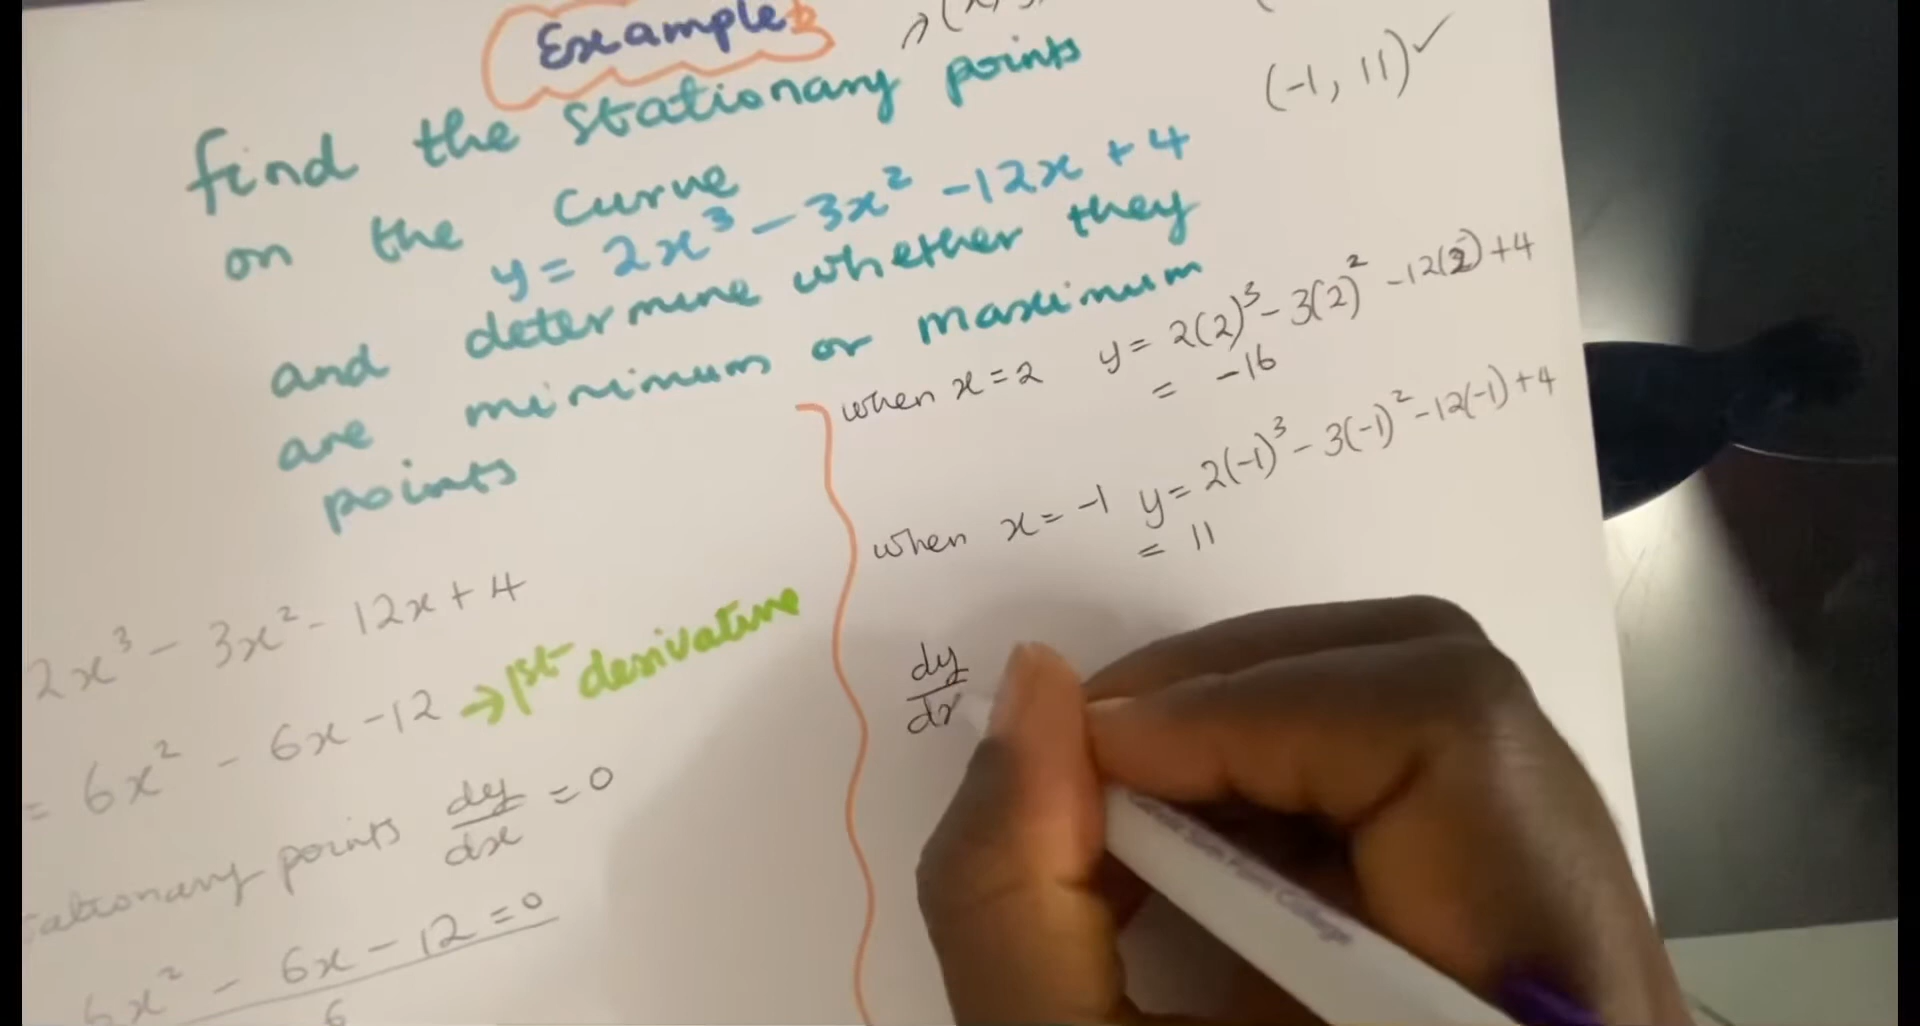 Example
find the stationary points
on the curve
y = 2x³ - 3x² - 12x + 4
and determine whether they
are minimum or maximum
points
(-1, 11) ✓
when x = 2 y = 2(2)³ - 3(2)² - 12(2) + 4
= -16
when x = -1 y = 2(-1)³ - 3(-1)² - 12(-1) + 4
= 11
dy
dx
2x³ - 3x² - 12x + 4
= 6x² - 6x - 12 → 1st derivative
points dy/dx = 0
6x² - 6x - 12 = 0
6
College